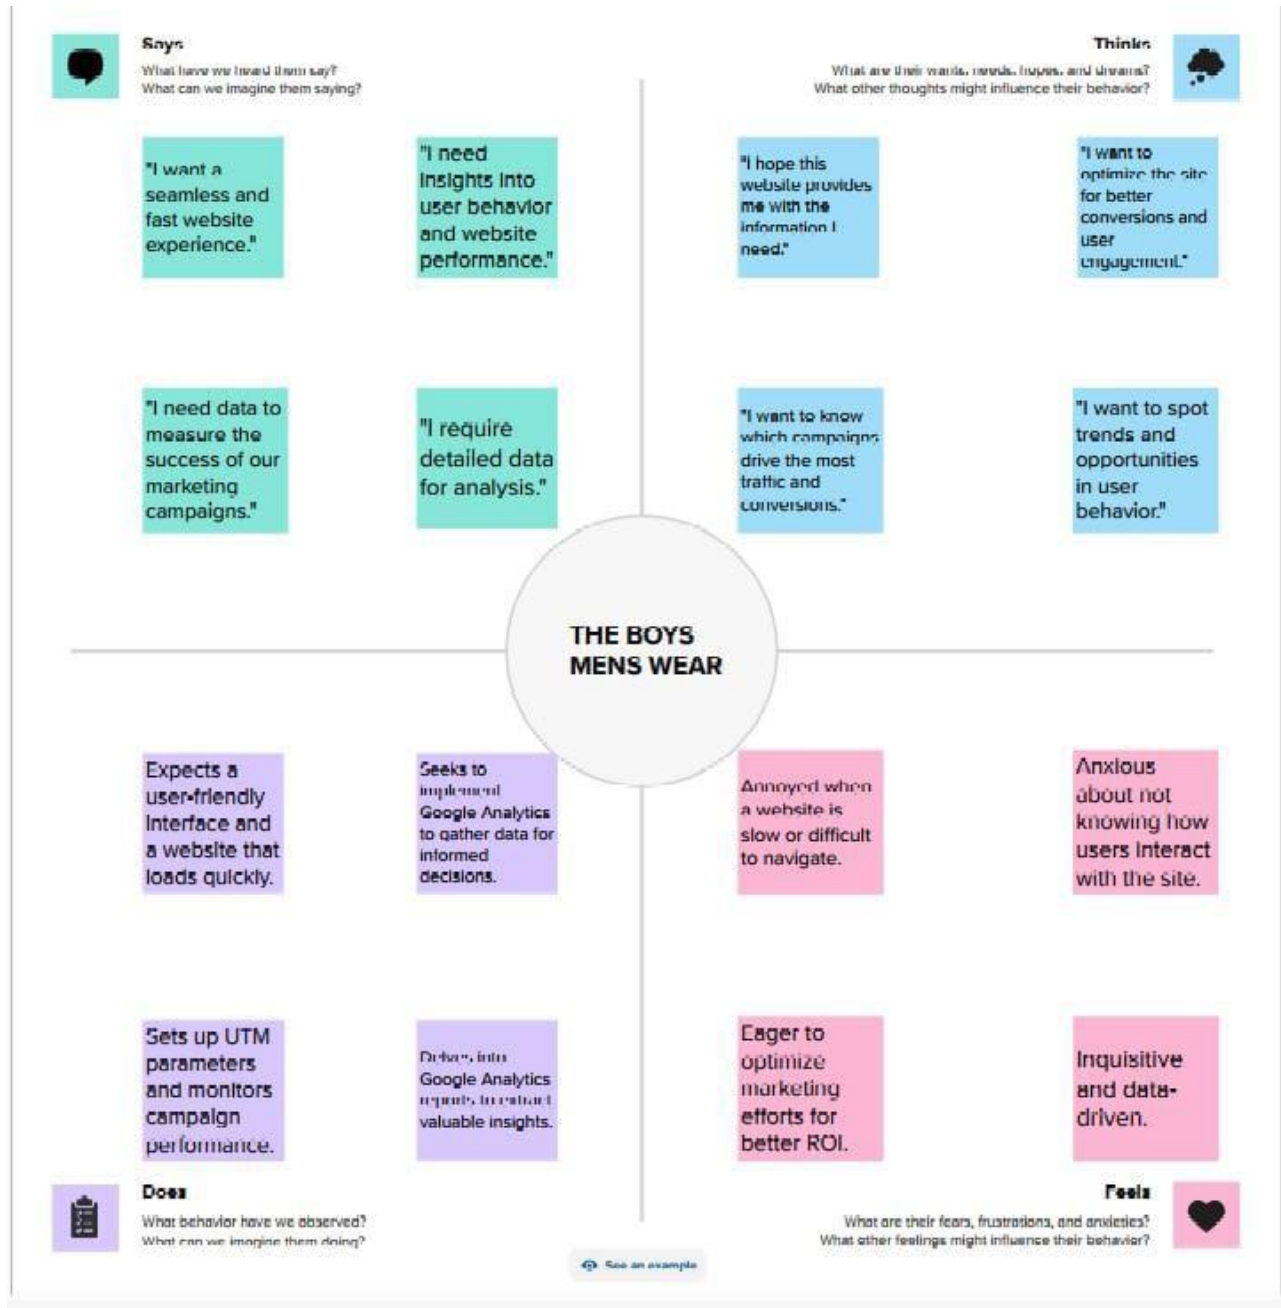 Says
What have we heard them say?
What can we imagine them saying?
Thinks
What are their wants, needs, hopes, and dreams?
What other thoughts might influence their behavior?
"I want a
seamless and
fast website
experience."
"I need
insights into
user behavior
and website
performance."
"I hope this
website provides
me with the
information I
need."
"I want to
optimize the site
for better
conversions and
user
engagement."
"I need data to
measure the
success of our
marketing
campaigns."
"I require
detailed data
for analysis."
"I want to know
which campaigns
drive the most
traffic and
conversions."
"I want to spot
trends and
opportunities
in user
behavior."
THE BOYS
MENS WEAR
Expects a
user-friendly
interface and
a website that
loads quickly.
Seeks to
implement
Google Analytics
to gather data for
informed
decisions.
Annoyed when
a website is
slow or difficult
to navigate.
Anxious
about not
knowing how
users interact
with the site.
Sets up UTM
parameters
and monitors
campaign
performance.
Delves into
Google Analytics
reports to extract
valuable insights.
Eager to
optimize
marketing
efforts for
better ROI.
Inquisitive
and data-
driven.
Does
What behavior have we observed?
What can we imagine them doing?
Feels
What are their fears, frustrations, and anxieties?
What other feelings might influence their behavior?
See an example